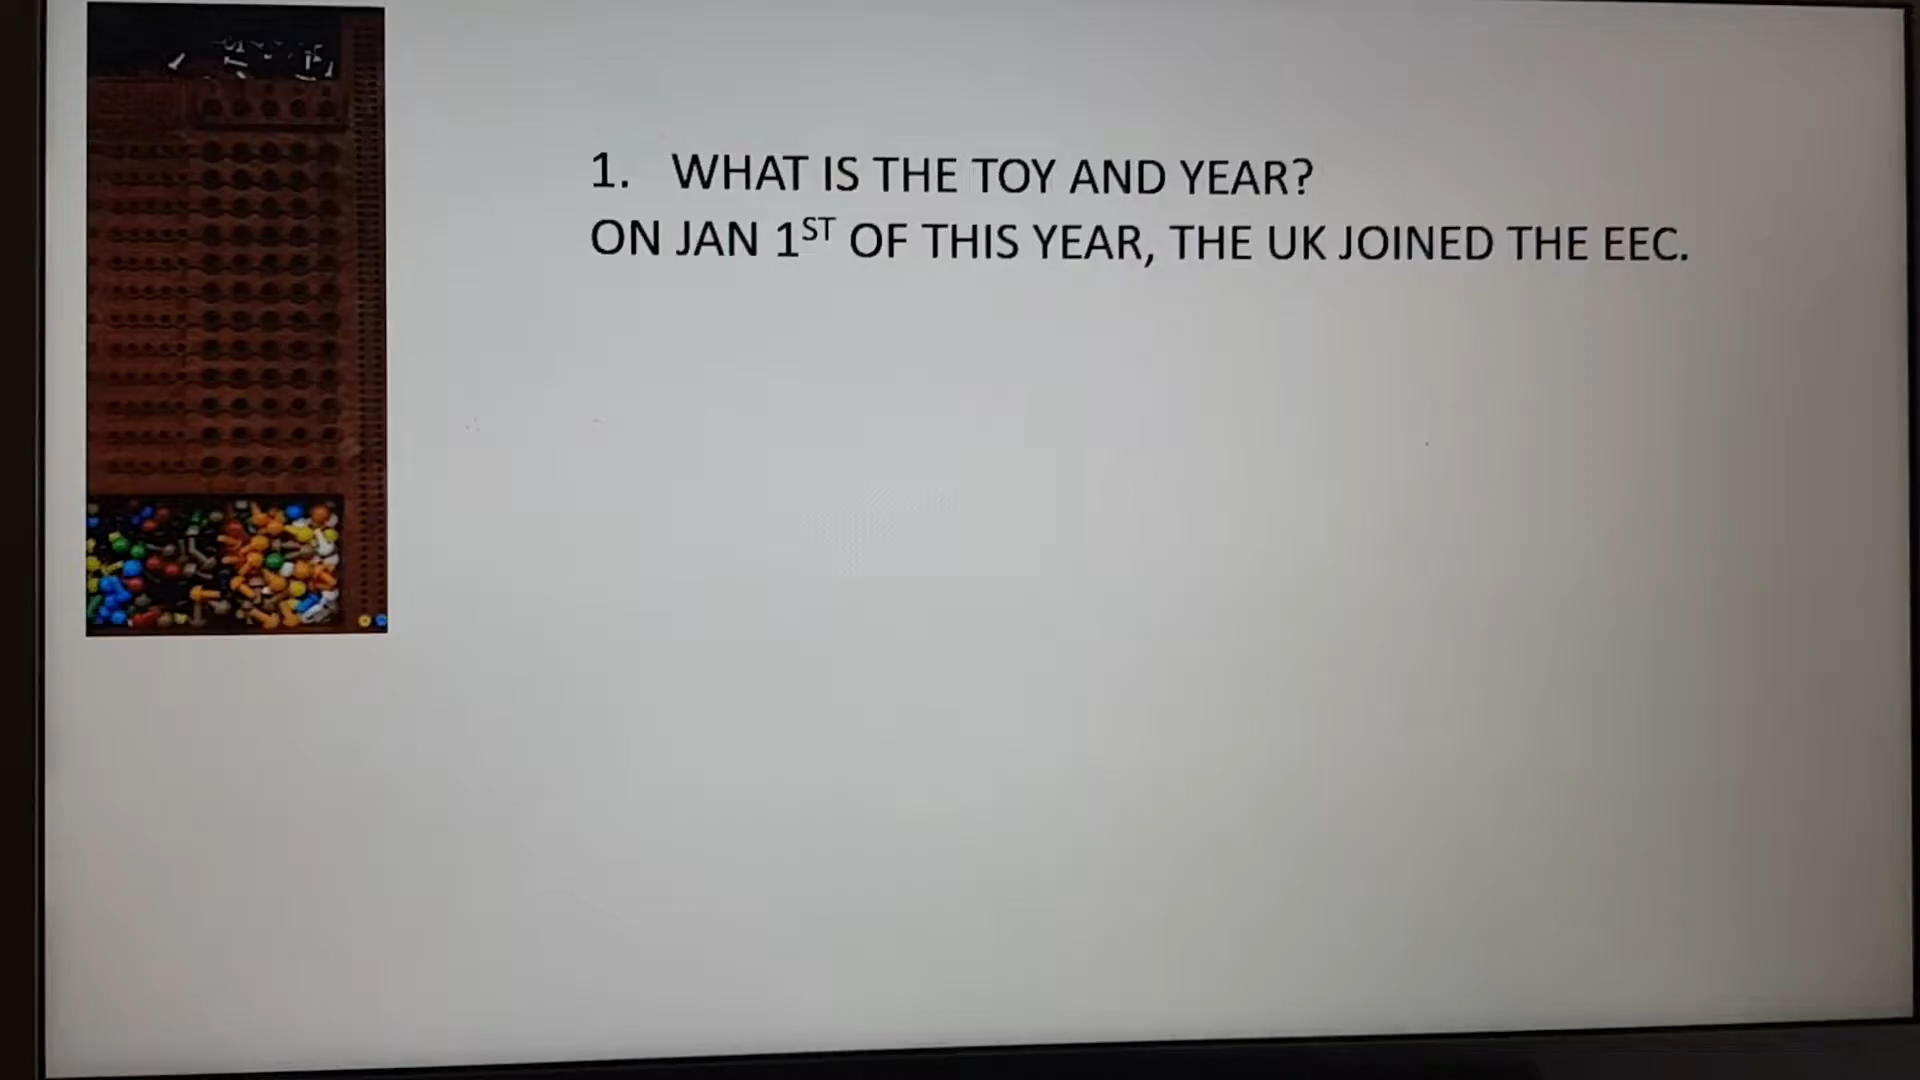 1. WHAT IS THE TOY AND YEAR?
ON JAN 1ST OF THIS YEAR, THE UK JOINED THE EEC.